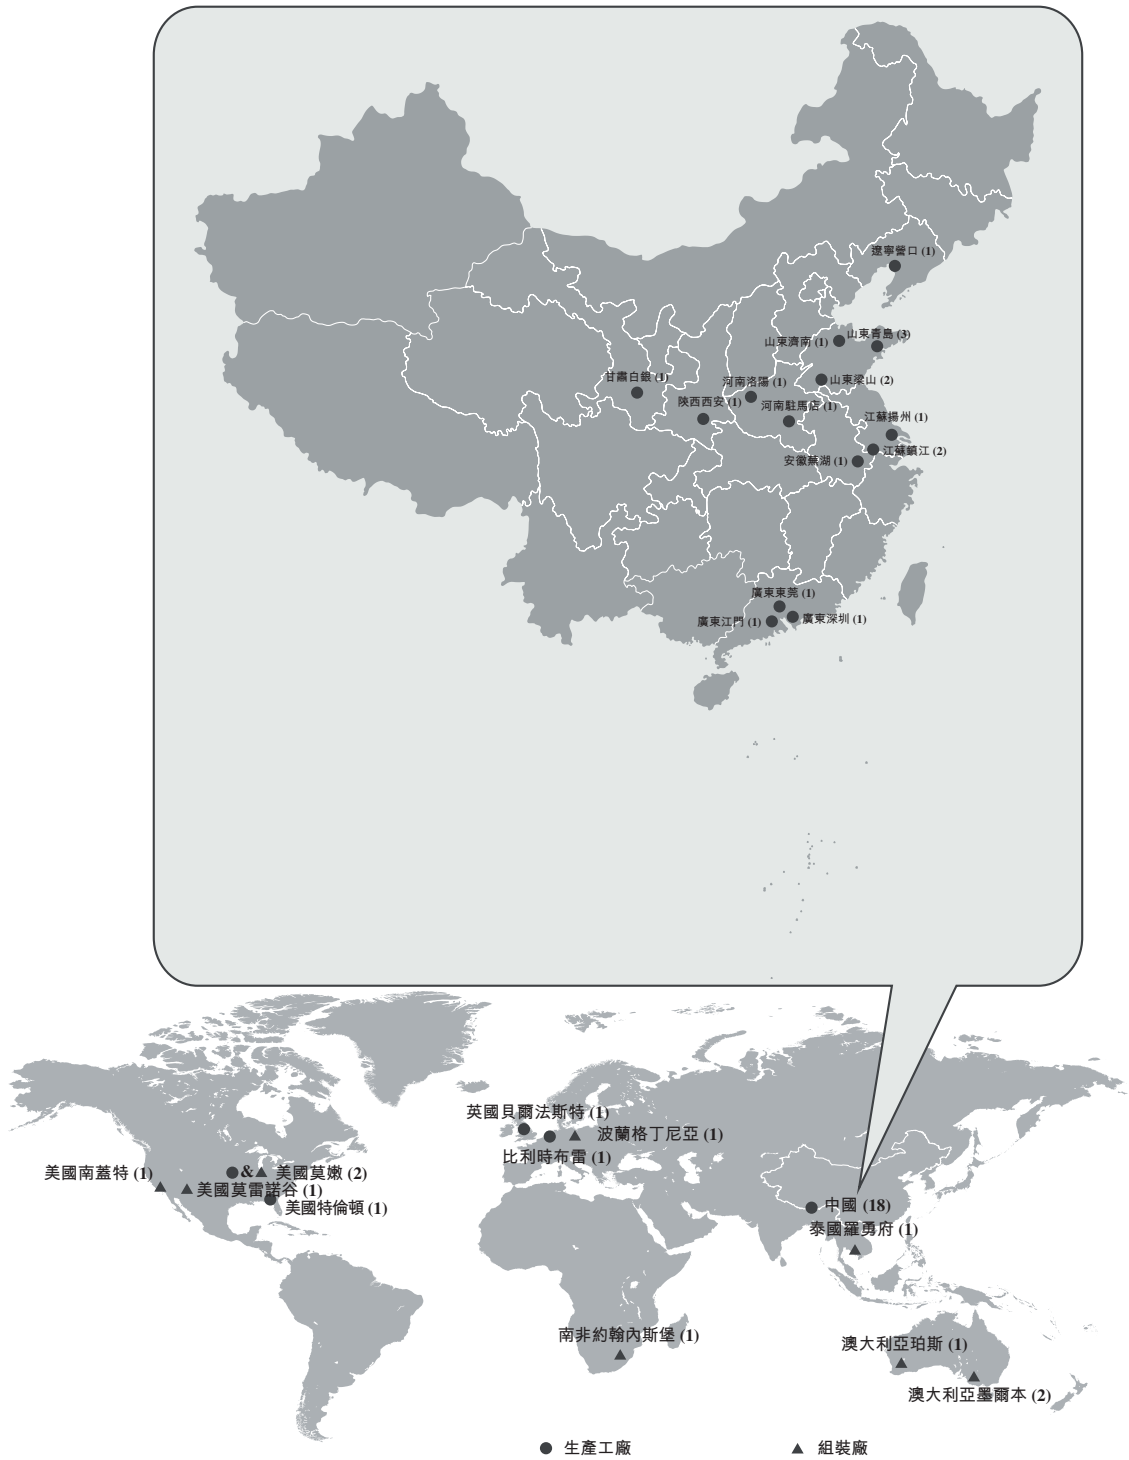 遼寧營口 (1)
山東青島 (3)
山東濟南 (1)
甘肅白銀 (1)
河南洛陽 (1)
山東梁山 (2)
陝西西安 (1)
河南駐馬店 (1)
江蘇揚州 (1)
江蘇鎮江 (2)
安徽蕪湖 (1)
廣東東莞 (1)
廣東江門 (1)
廣東深圳 (1)
英國貝爾法斯特 (1)
波蘭格丁尼亞 (1)
比利時布雷 (1)
美國南蓋特 (1)
& 美國莫嫩 (2)
美國莫雷諾谷 (1)
美國特倫頓 (1)
中國 (18)
泰國羅勇府 (1)
南非約翰內斯堡 (1)
澳大利亞珀斯 (1)
澳大利亞墨爾本 (2)
生產工廠
組裝廠